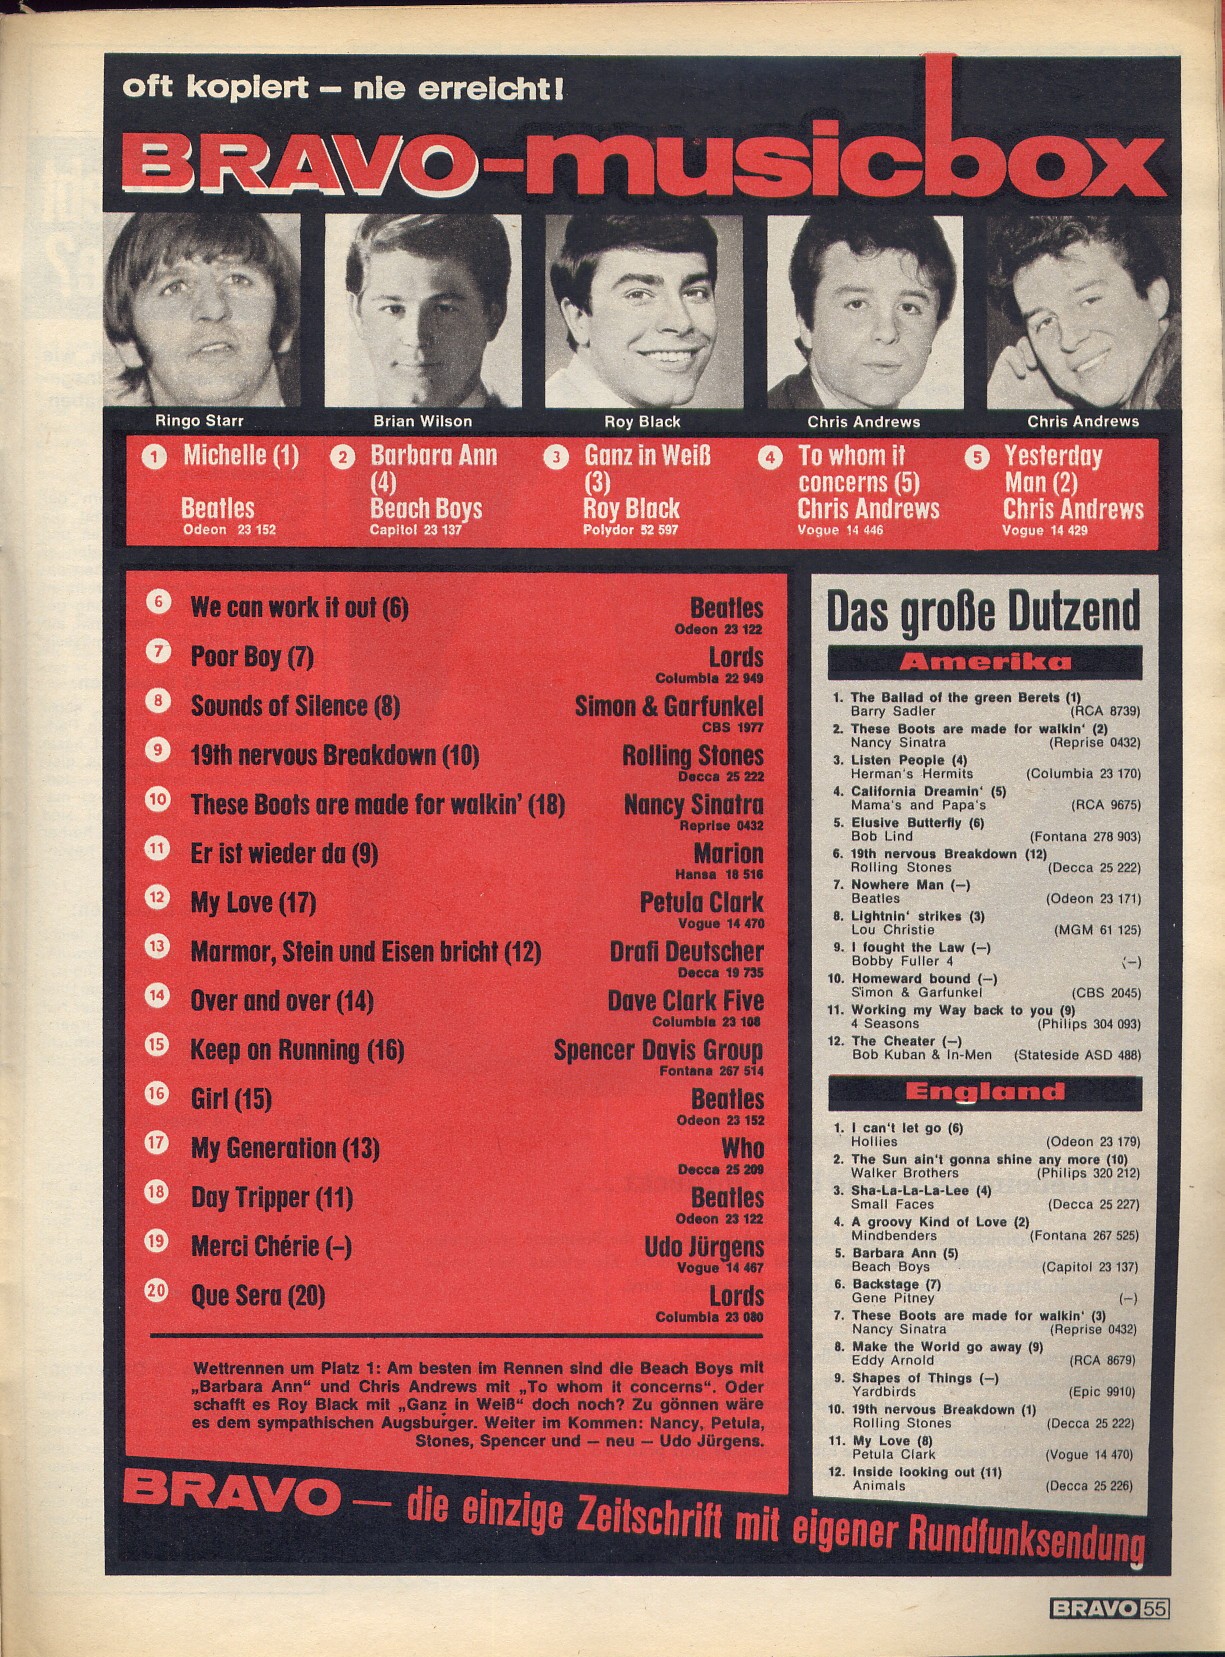 oft kopiert – nie erreicht!
BRAVO-musicbox
Ringo Starr
Brian Wilson
Roy Black
Chris Andrews
Chris Andrews
1 Michelle (1)
Beatles
Odeon 23 152
2 Barbara Ann
(4)
Beach Boys
Capitol 23 137
3 Ganz in Weiß
(3)
Roy Black
Polydor 52 597
4 To whom it
concerns (5)
Chris Andrews
Vogue 14 446
5 Yesterday
Man (2)
Chris Andrews
Vogue 14 429
6 We can work it out (6) Beatles
Odeon 23 122
7 Poor Boy (7) Lords
Columbia 22 949
8 Sounds of Silence (8) Simon & Garfunkel
CBS 1977
9 19th nervous Breakdown (10) Rolling Stones
Decca 25 222
10 These Boots are made for walkin' (18) Nancy Sinatra
Reprise 0432
11 Er ist wieder da (9) Marion
Hansa 18 516
12 My Love (17) Petula Clark
Vogue 14 470
13 Marmor, Stein und Eisen bricht (12) Drafi Deutscher
Decca 19 735
14 Over and over (14) Dave Clark Five
Columbia 23 108
15 Keep on Running (16) Spencer Davis Group
Fontana 267 514
16 Girl (15) Beatles
Odeon 23 152
17 My Generation (13) Who
Decca 25 209
18 Day Tripper (11) Beatles
Odeon 23 122
19 Merci Chérie (–) Udo Jürgens
Vogue 14 467
20 Que Sera (20) Lords
Columbia 23 080
Wettrennen um Platz 1: Am besten im Rennen sind die Beach Boys mit
„Barbara Ann“ und Chris Andrews mit „To whom it concerns“. Oder
schafft es Roy Black mit „Ganz in Weiß“ doch noch? Zu gönnen wäre
es dem sympathischen Augsburger. Weiter im Kommen: Nancy, Petula,
Stones, Spencer und – neu – Udo Jürgens.
Das große Dutzend
Amerika
1. The Ballad of the green Berets (1)
Barry Sadler (RCA 8739)
2. These Boots are made for walkin' (2)
Nancy Sinatra (Reprise 0432)
3. Listen People (4)
Herman's Hermits (Columbia 23 170)
4. California Dreamin' (5)
Mama's and Papa's (RCA 9675)
5. Elusive Butterfly (6)
Bob Lind (Fontana 278 903)
6. 19th nervous Breakdown (12)
Rolling Stones (Decca 25 222)
7. Nowhere Man (–)
Beatles (Odeon 23 171)
8. Lightnin' strikes (3)
Lou Christie (MGM 61 125)
9. I fought the Law (–)
Bobby Fuller 4 (–)
10. Homeward bound (–)
Simon & Garfunkel (CBS 2045)
11. Working my Way back to you (9)
4 Seasons (Philips 304 093)
12. The Cheater (–)
Bob Kuban & In-Men (Stateside ASD 488)
England
1. I can't let go (6)
Hollies (Odeon 23 179)
2. The Sun ain't gonna shine any more (10)
Walker Brothers (Philips 320 212)
3. Sha-La-La-La-Lee (4)
Small Faces (Decca 25 227)
4. A groovy Kind of Love (2)
Mindbenders (Fontana 267 525)
5. Barbara Ann (5)
Beach Boys (Capitol 23 137)
6. Backstage (7)
Gene Pitney (–)
7. These Boots are made for walkin' (3)
Nancy Sinatra (Reprise 0432)
8. Make the World go away (9)
Eddy Arnold (RCA 8679)
9. Shapes of Things (–)
Yardbirds (Epic 9910)
10. 19th nervous Breakdown (1)
Rolling Stones (Decca 25 222)
11. My Love (8)
Petula Clark (Vogue 14 470)
12. Inside looking out (11)
Animals (Decca 25 226)
BRAVO — die einzige Zeitschrift mit eigener Rundfunksendung
BRAVO 55